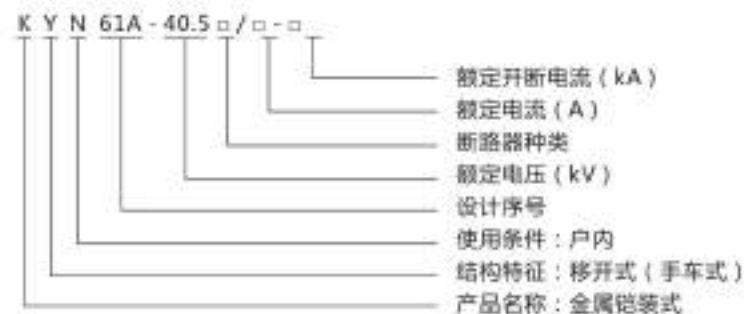 K Y N 61A - 40.5 □ / □ - □
额定开断电流 ( kA )
额定电流 ( A )
断路器种类
额定电压 ( kV )
设计序号
使用条件：户内
结构特征：移开式 ( 手车式 )
产品名称：金属铠装式